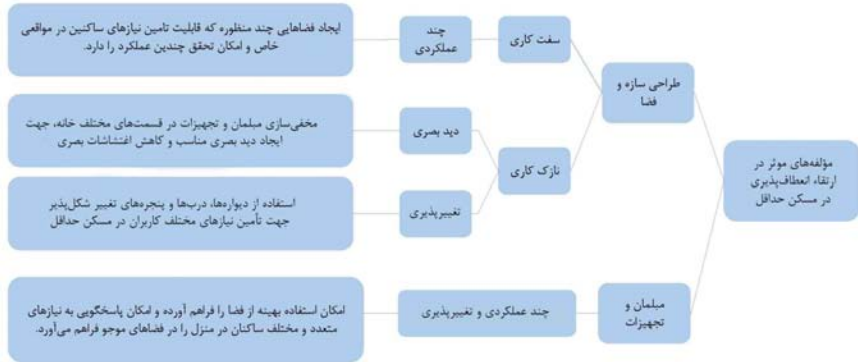 مؤلفه‌های موثر در
ارتقاء انعطاف‌پذیری
در مسکن حداقل
طراحی سازه و
فضا
سفت کاری
چند
عملکردی
ایجاد فضاهایی چند منظوره که قابلیت تامین نیازهای ساکنین در مواقعی
خاص و امکان تحقق چندین عملکرد را دارد.
نازک کاری
دید بصری
مخفی‌سازی مبلمان و تجهیزات در قسمت‌های مختلف خانه، جهت
ایجاد دید بصری مناسب و کاهش اغتشاشات بصری
تغییرپذیری
استفاده از دیواره‌ها، درب‌ها و پنجره‌های تغییر شکل‌پذیر
جهت تأمین نیازهای مختلف کاربران در مسکن حداقل
مبلمان و
تجهیزات
چند عملکردی و تغییرپذیری
امکان استفاده بهینه از فضا را فراهم آورده و امکان پاسخگویی به نیازهای
متعدد و مختلف ساکنان در منزل را در فضاهای موجو فراهم می‌آورد.